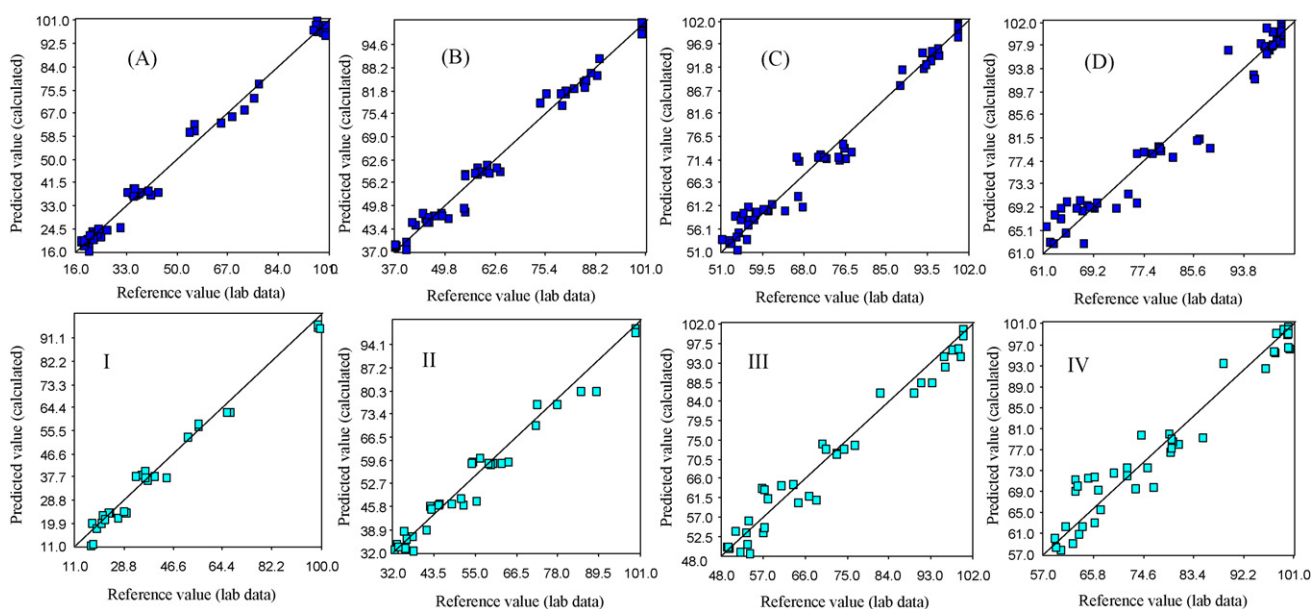 (A)
Predicted value (calculated)
101.0
92.5
84.0
75.5
67.0
58.5
50.0
41.5
33.0
24.5
16.0
16.0 33.0 50.0 67.0 84.0
Reference value (lab data)
(B)
Predicted value (calculated)
94.6
88.2
81.8
75.4
69.0
62.6
56.2
49.8
43.4
37.0
37.0 49.8 62.6 75.4 88.2 101.0
Reference value (lab data)
(C)
Predicted value (calculated)
102.0
96.9
91.8
86.7
81.6
76.5
71.4
66.3
61.2
56.1
51.0
51.0 59.5 68.0 76.5 85.0 93.5 102.0
Reference value (lab data)
(D)
Predicted value (calculated)
102.0
97.9
93.8
89.7
85.6
81.5
77.4
73.3
69.2
65.1
61.0
61.0 69.2 77.4 85.6 93.8
Reference value (lab data)
I
Predicted value (calculated)
91.1
82.2
73.3
64.4
55.5
46.6
37.7
28.8
19.9
11.0
11.0 28.8 46.6 64.4 82.2 100.0
Reference value (lab data)
II
Predicted value (calculated)
94.1
87.2
80.3
73.4
66.5
59.6
52.7
45.8
38.9
32.0
32.0 43.5 55.0 66.5 78.0 89.5 101.0
Reference value (lab data)
III
Predicted value (calculated)
102.0
97.5
93.0
88.5
84.0
79.5
75.0
70.5
66.0
61.5
57.0
52.5
48.0
48.0 57.0 66.0 75.0 84.0 93.0 102.0
Reference value (lab data)
IV
Predicted value (calculated)
101.0
97.0
93.0
89.0
85.0
81.0
77.0
73.0
69.0
65.0
61.0
57.0
57.0 65.8 74.6 83.4 92.2 101.0
Reference value (lab data)